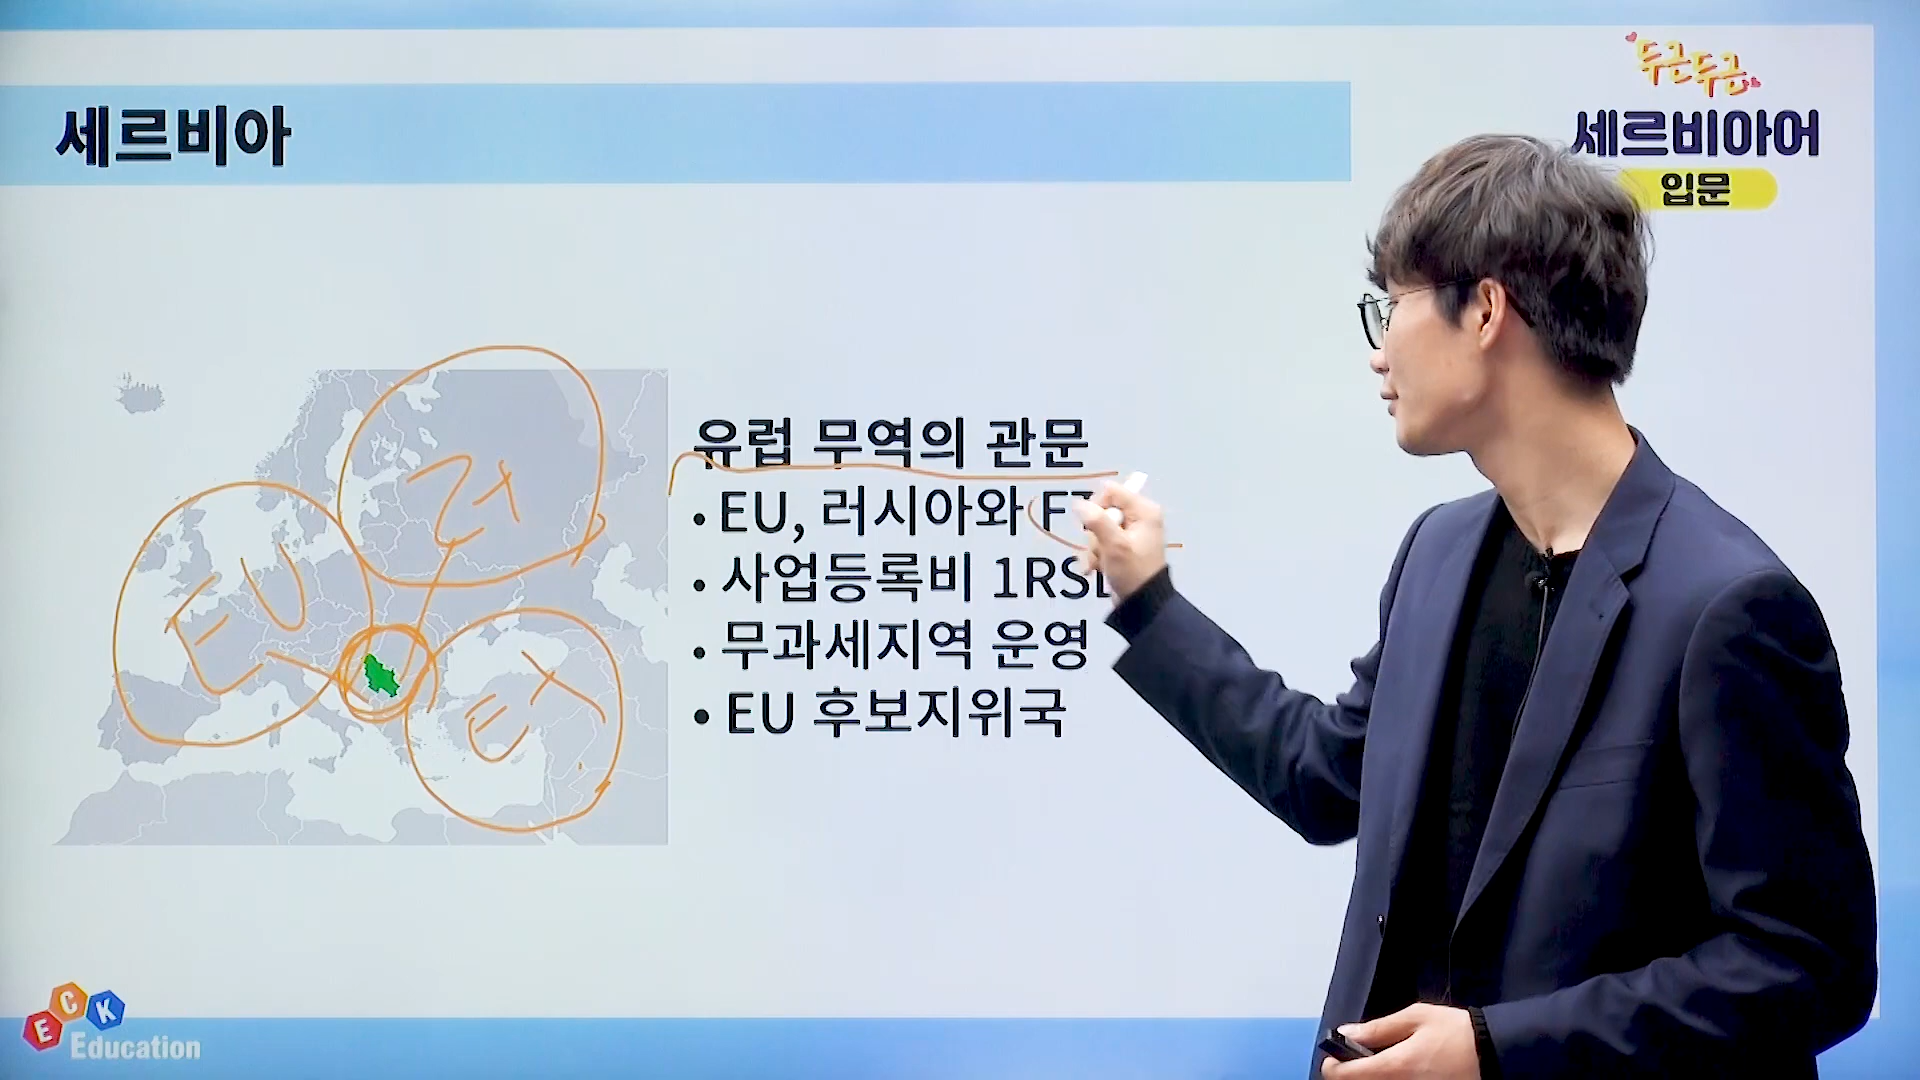 세르비아
두근두근
세르비아어
입문
유럽 무역의 관문
• EU, 러시아와
• 사업등록비
• 무과세지역 운영
• EU 후보지위국
EU
ECK
Education